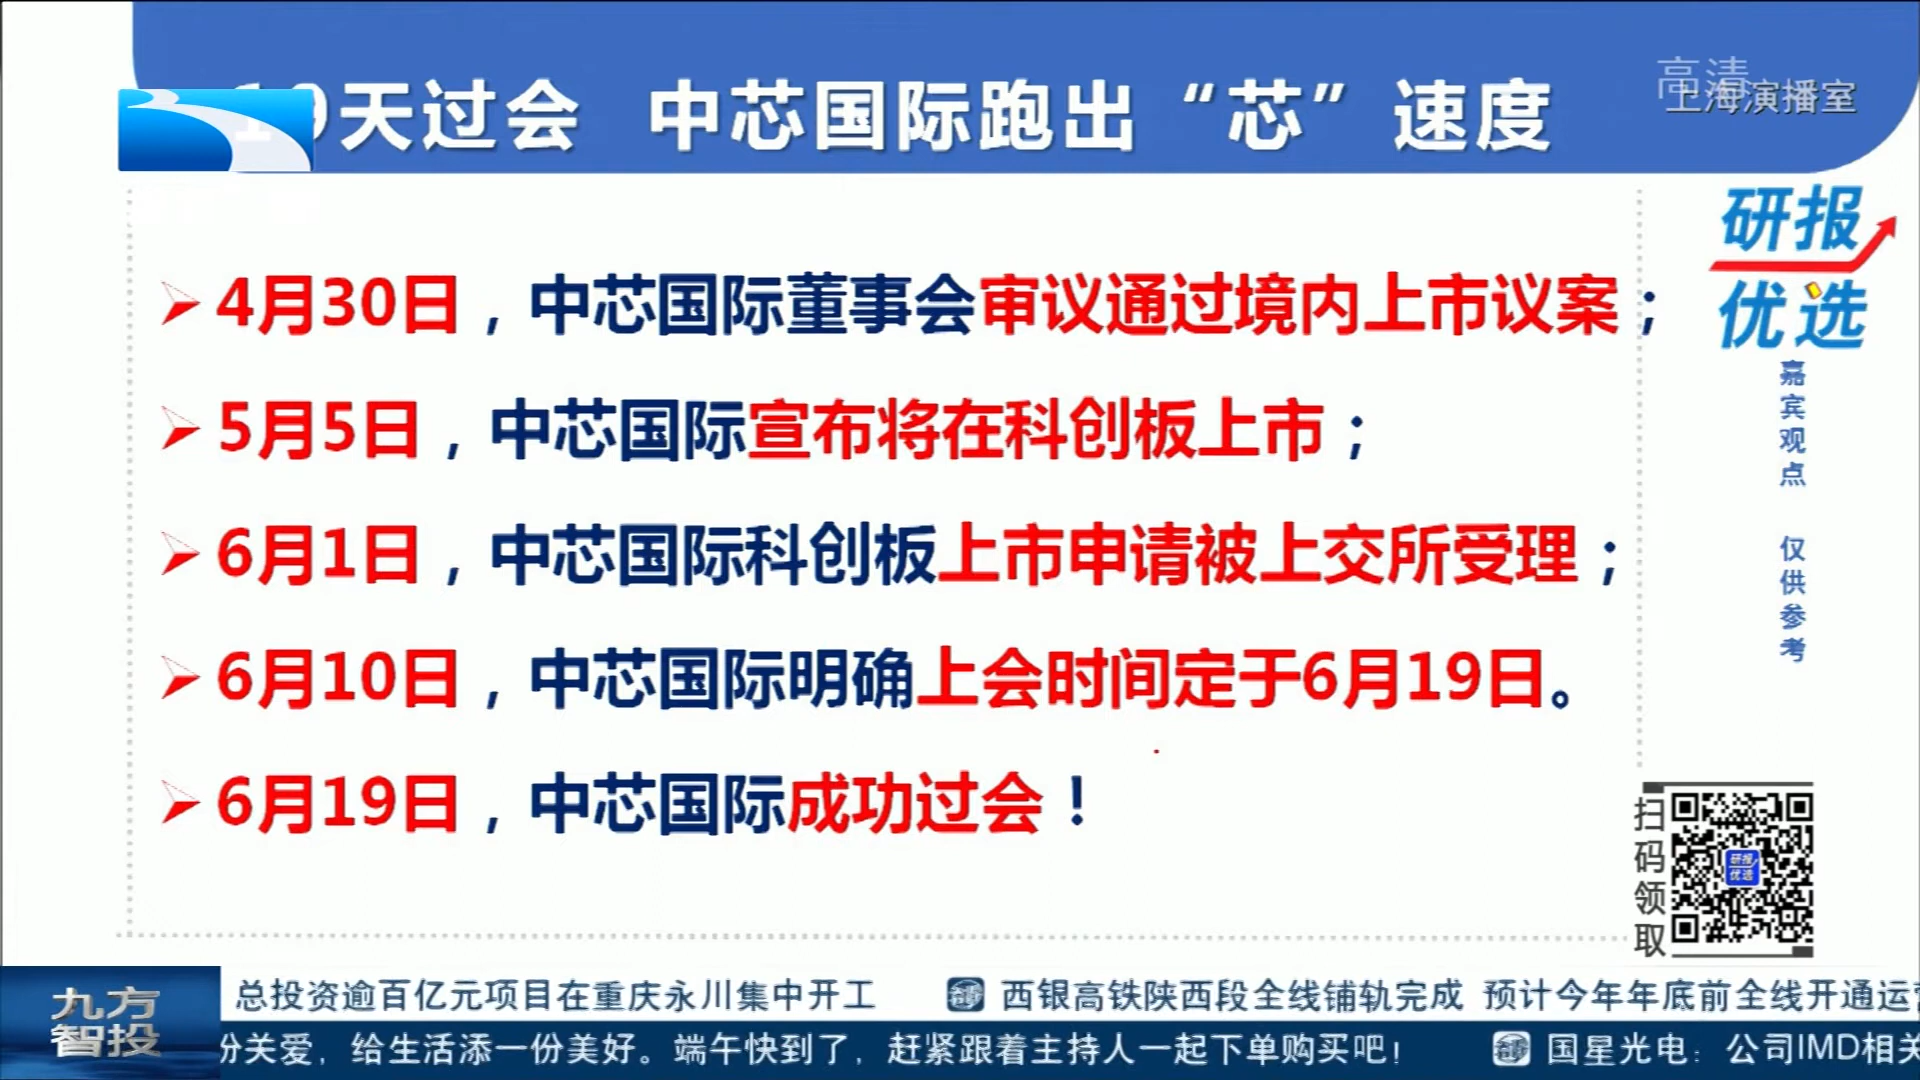 19天过会 中芯国际跑出“芯”速度
高清
上海演播室
研报
优选
嘉宾观点 仅供参考
4月30日，中芯国际董事会审议通过境内上市议案；
5月5日，中芯国际宣布将在科创板上市；
6月1日，中芯国际科创板上市申请被上交所受理；
6月10日，中芯国际明确上会时间定于6月19日。
6月19日，中芯国际成功过会！
扫码领取
研报
优选
九方
智投
总投资逾百亿元项目在重庆永川集中开工 西银高铁陕西段全线铺轨完成 预计今年年底前全线开通运营
份关爱，给生活添一份美好。端午快到了，赶紧跟着主持人一起下单购买吧！ 国星光电：公司IMD相关